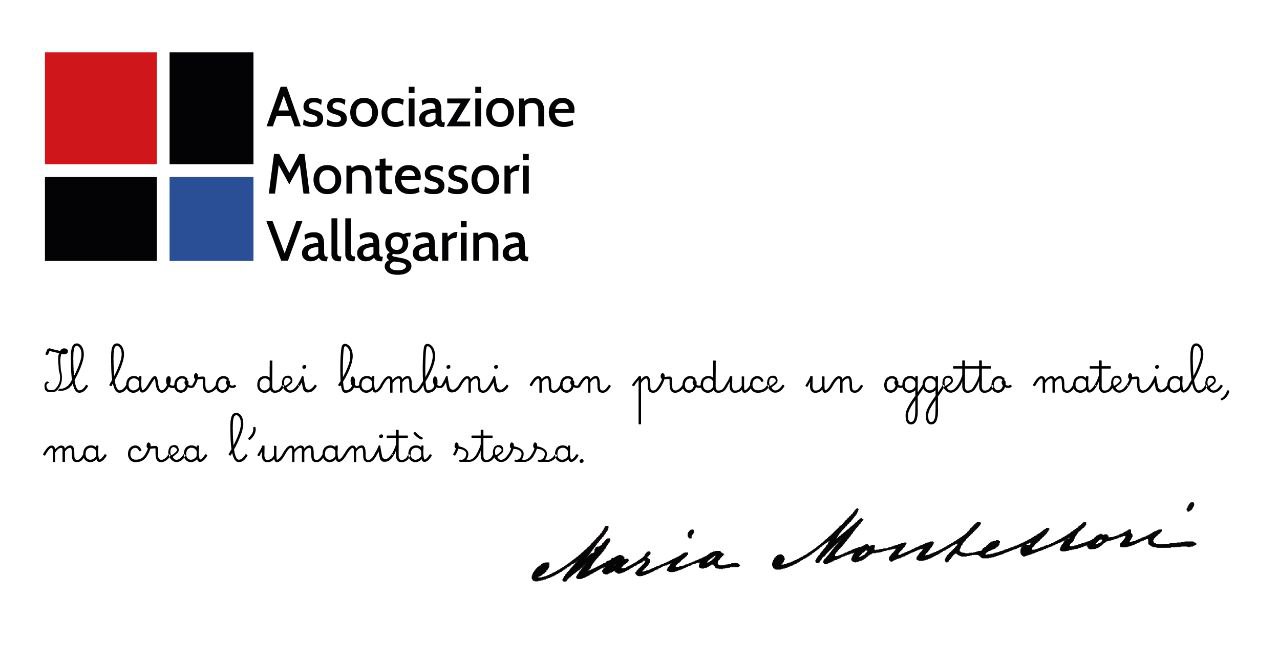 Associazione
Montessori
Vallagarina
Il lavoro dei bambini non produce un oggetto materiale,
ma crea l'umanità stessa.
Maria Montessori